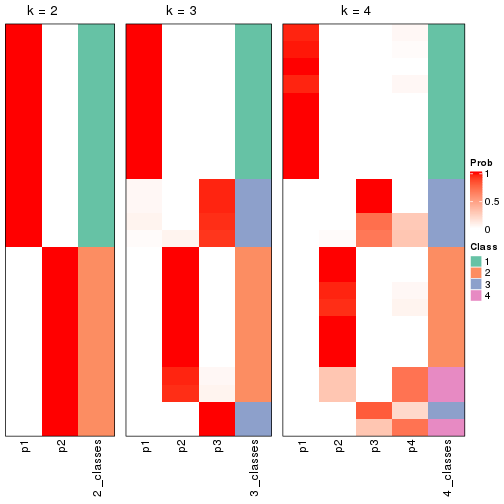 k = 2
k = 3
k = 4
p1
p2
2_classes
p1
p2
p3
3_classes
p1
p2
p3
p4
4_classes
Prob
1
0.5
0
Class
1
2
3
4